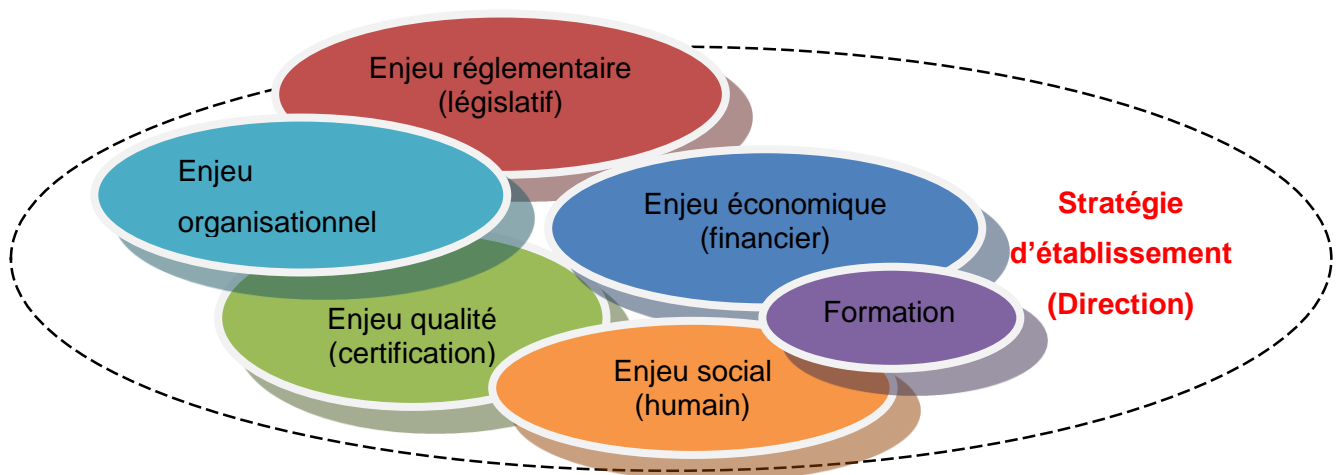 Enjeu réglementaire
(législatif)
Enjeu
organisationnel
Enjeu économique
(financier)
Stratégie
d’établissement
(Direction)
Formation
Enjeu qualité
(certification)
Enjeu social
(humain)